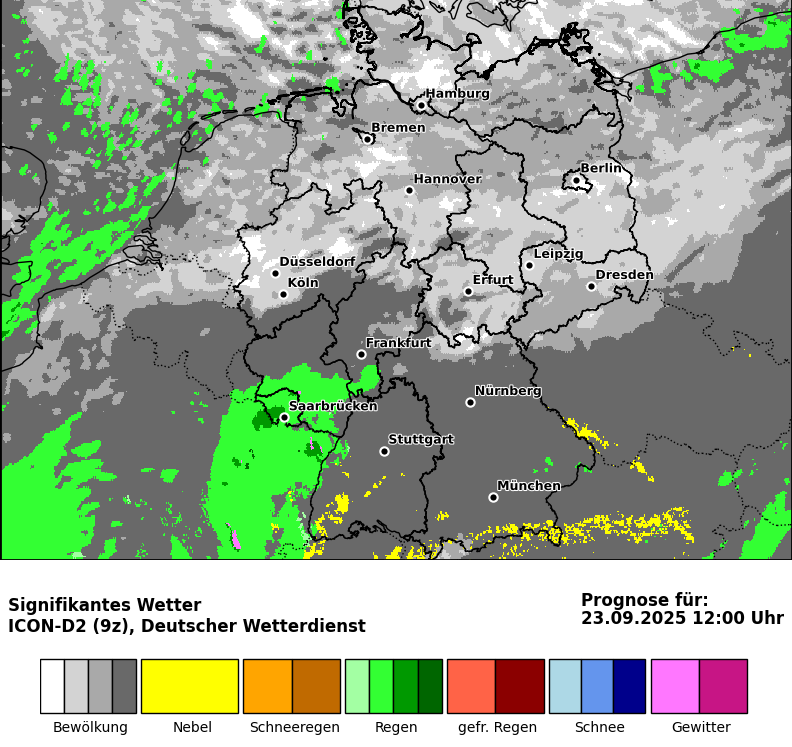 Hamburg
Bremen
Berlin
Hannover
Leipzig
Düsseldorf
Dresden
Köln
Erfurt
Frankfurt
Nürnberg
Saarbrücken
Stuttgart
München
Signifikantes Wetter
ICON-D2 (9z), Deutscher Wetterdienst
Prognose für:
23.09.2025 12:00 Uhr
Bewölkung
Nebel
Schneeregen
Regen
gefr. Regen
Schnee
Gewitter